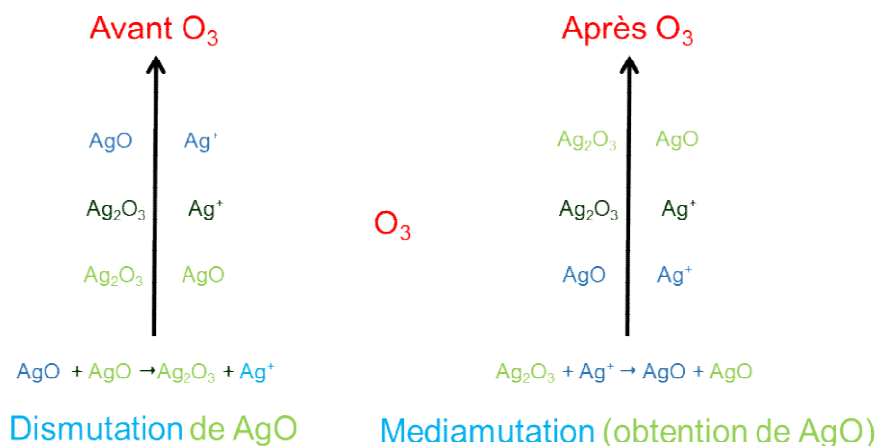 Avant O₃
AgO Ag⁺
Ag₂O₃ Ag⁺
Ag₂O₃ AgO
AgO + AgO → Ag₂O₃ + Ag⁺
Dismutation de AgO
O₃
Après O₃
Ag₂O₃ AgO
Ag₂O₃ Ag⁺
AgO Ag⁺
Ag₂O₃ + Ag⁺ → AgO + AgO
Mediamutation (obtention de AgO)